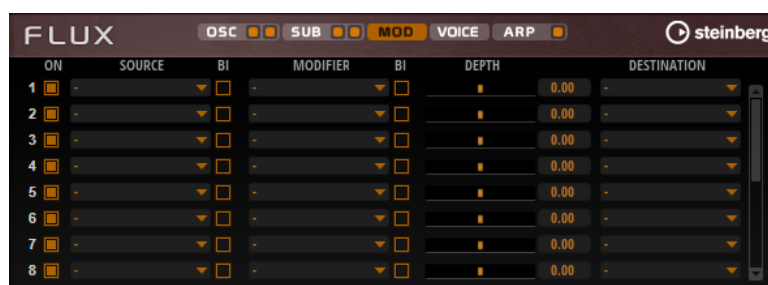 FLUX OSC SUB MOD VOICE ARP steinberg
ON SOURCE BI MODIFIER BI DEPTH DESTINATION
1 - - 0.00 -
2 - - 0.00 -
3 - - 0.00 -
4 - - 0.00 -
5 - - 0.00 -
6 - - 0.00 -
7 - - 0.00 -
8 - - 0.00 -